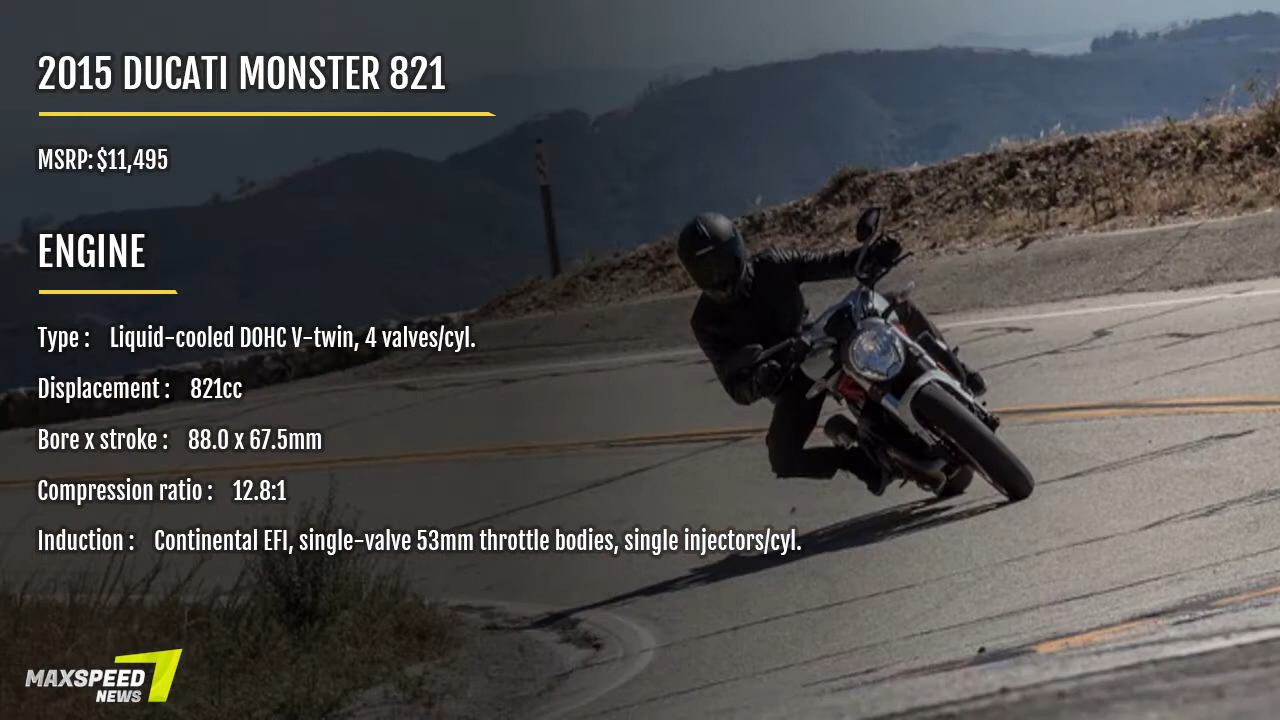 2015 DUCATI MONSTER 821
MSRP: $11,495
ENGINE
Type : Liquid-cooled DOHC V-twin, 4 valves/cyl.
Displacement : 821cc
Bore x stroke : 88.0 x 67.5mm
Compression ratio : 12.8:1
Induction : Continental EFI, single-valve 53mm throttle bodies, single injectors/cyl.
MAXSPEED
NEWS